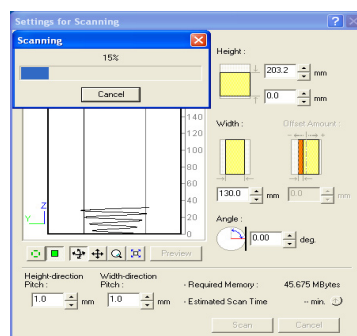 Settings for Scanning
Scanning
15%
Cancel
Height :
203.2 mm
0.0 mm
140
120
100
80
60
40
20
0
Z
Y
Width :
Offset Amount :
130.0 mm
0.0 mm
Angle :
0.00 deg.
Preview
Height-direction Pitch :
1.0 mm
Width-direction Pitch :
1.0 mm
- Required Memory : 45.675 MBytes
- Estimated Scan Time -- min.
Scan
Cancel